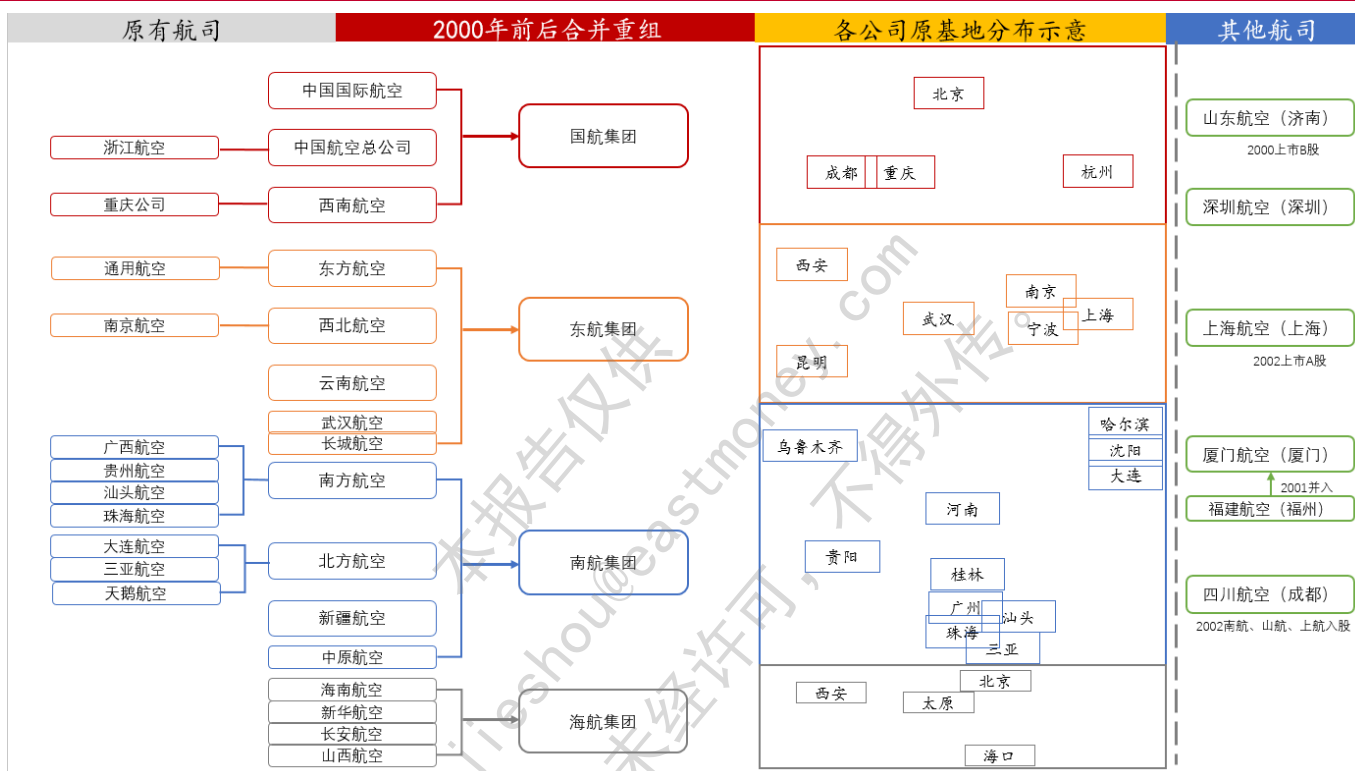 原有航司
2000年前后合并重组
各公司原基地分布示意
其他航司
中国国际航空
浙江航空
中国航空总公司
重庆公司
西南航空
国航集团
通用航空
东方航空
南京航空
西北航空
云南航空
武汉航空
长城航空
东航集团
广西航空
贵州航空
汕头航空
珠海航空
南方航空
大连航空
三亚航空
天鹅航空
北方航空
新疆航空
中原航空
南航集团
海南航空
新华航空
长安航空
山西航空
海航集团
北京
成都
重庆
杭州
西安
南京
上海
武汉
宁波
昆明
哈尔滨
乌鲁木齐
沈阳
大连
河南
贵阳
桂林
广州
汕头
珠海
三亚
北京
西安
太原
海口
山东航空（济南）
2000上市B股
深圳航空（深圳）
上海航空（上海）
2002上市A股
厦门航空（厦门）
2001并入
福建航空（福州）
四川航空（成都）
2002南航、山航、上航入股
本报告仅供
jieshou@eastmoney.com
未经许可，不得外传。